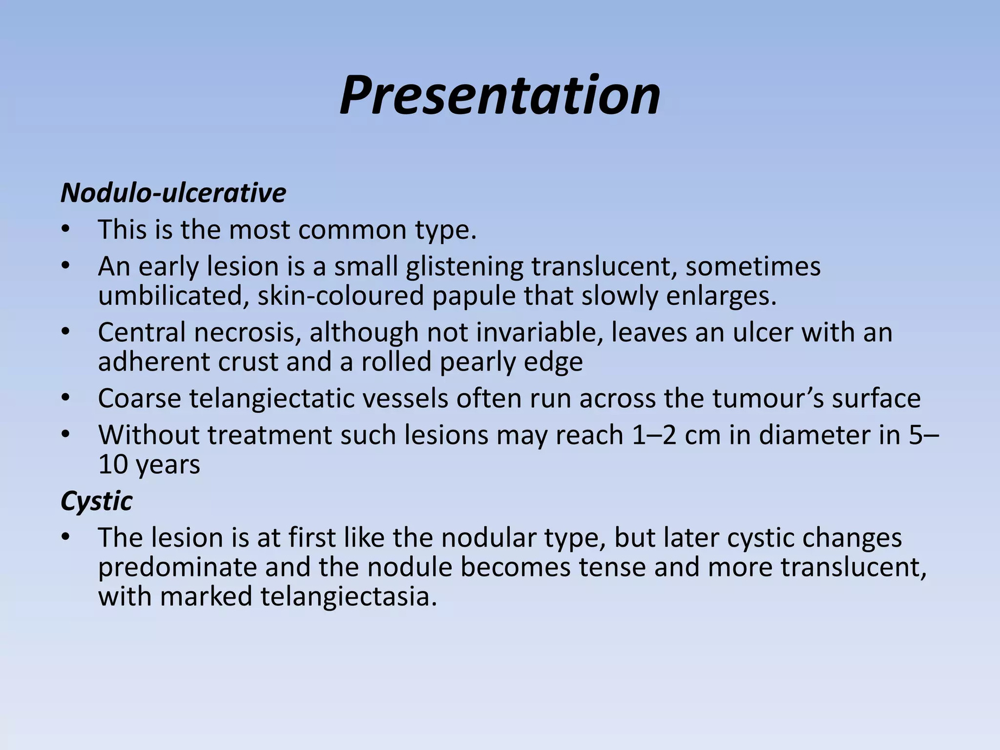 Presentation
Nodulo-ulcerative
• This is the most common type.
• An early lesion is a small glistening translucent, sometimes
umbilicated, skin-coloured papule that slowly enlarges.
• Central necrosis, although not invariable, leaves an ulcer with an
adherent crust and a rolled pearly edge
• Coarse telangiectatic vessels often run across the tumour’s surface
• Without treatment such lesions may reach 1–2 cm in diameter in 5–
10 years
Cystic
• The lesion is at first like the nodular type, but later cystic changes
predominate and the nodule becomes tense and more translucent,
with marked telangiectasia.